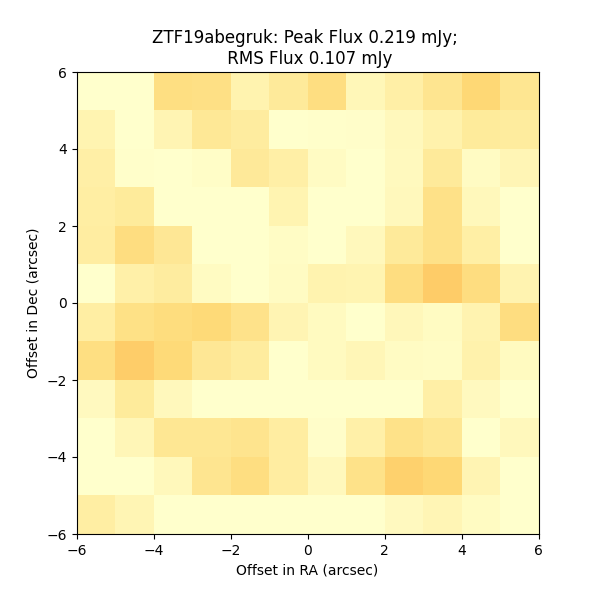 ZTF19abegruk: Peak Flux 0.219 mJy;
RMS Flux 0.107 mJy
6
4
2
0
−2
−4
−6
Offset in Dec (arcsec)
−6 −4 −2 0 2 4 6
Offset in RA (arcsec)